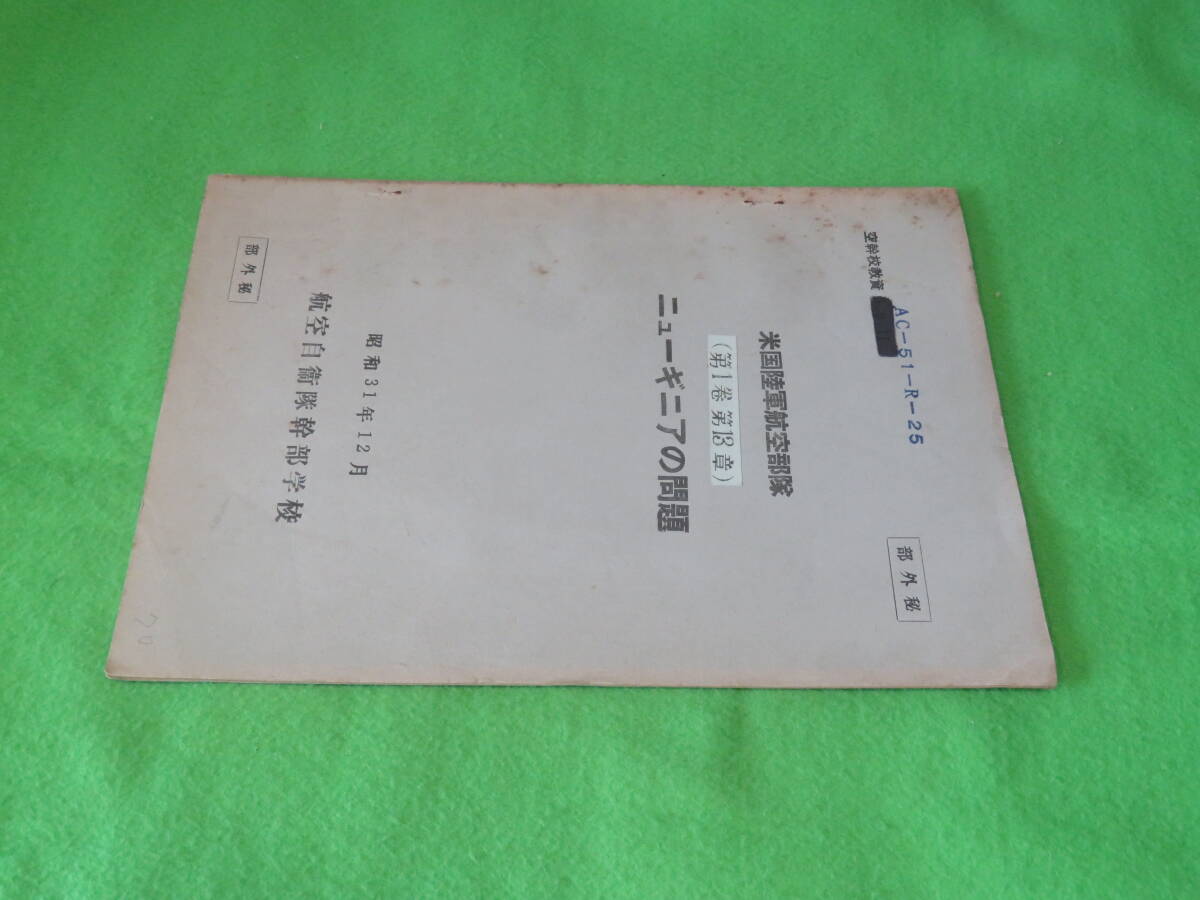 空幹校教資 AC-51-R-25
部外秘
米国陸軍航空部隊
(第1巻第13章)
ニューギニアの問題
昭和31年12月
航空自衛隊幹部学校
部外秘